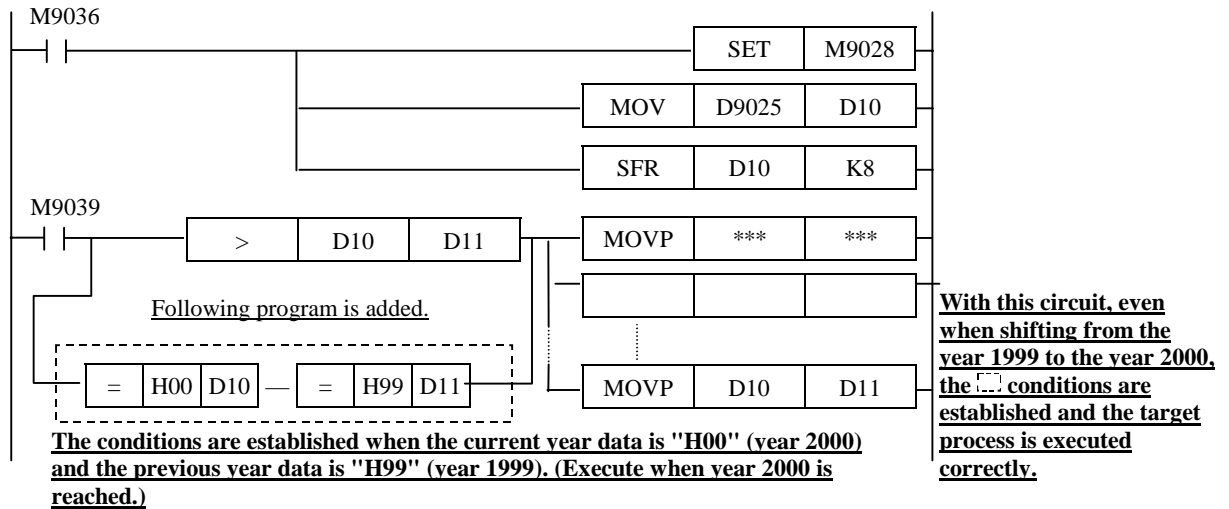 M9036
SET M9028
MOV D9025 D10
SFR D10 K8
M9039
> D10 D11
MOVP *** ***
Following program is added.
= H00 D10 — = H99 D11
MOVP D10 D11
With this circuit, even
when shifting from the
year 1999 to the year 2000,
the conditions are
established and the target
process is executed
correctly.
The conditions are established when the current year data is "H00" (year 2000)
and the previous year data is "H99" (year 1999). (Execute when year 2000 is
reached.)